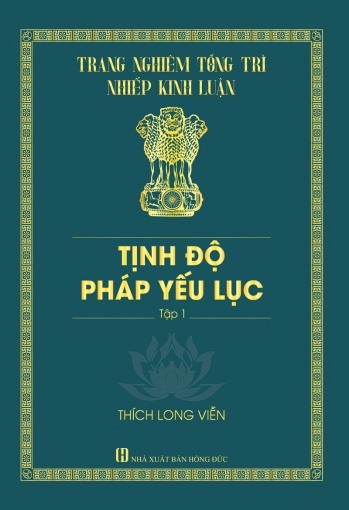 TRANG NGHIÊM TỔNG TRÌ
NHIẾP KINH LUẬN
TỊNH ĐỘ
PHÁP YẾU LỤC
Tập 1
THÍCH LONG VIỄN
NHÀ XUẤT BẢN HỒNG ĐỨC